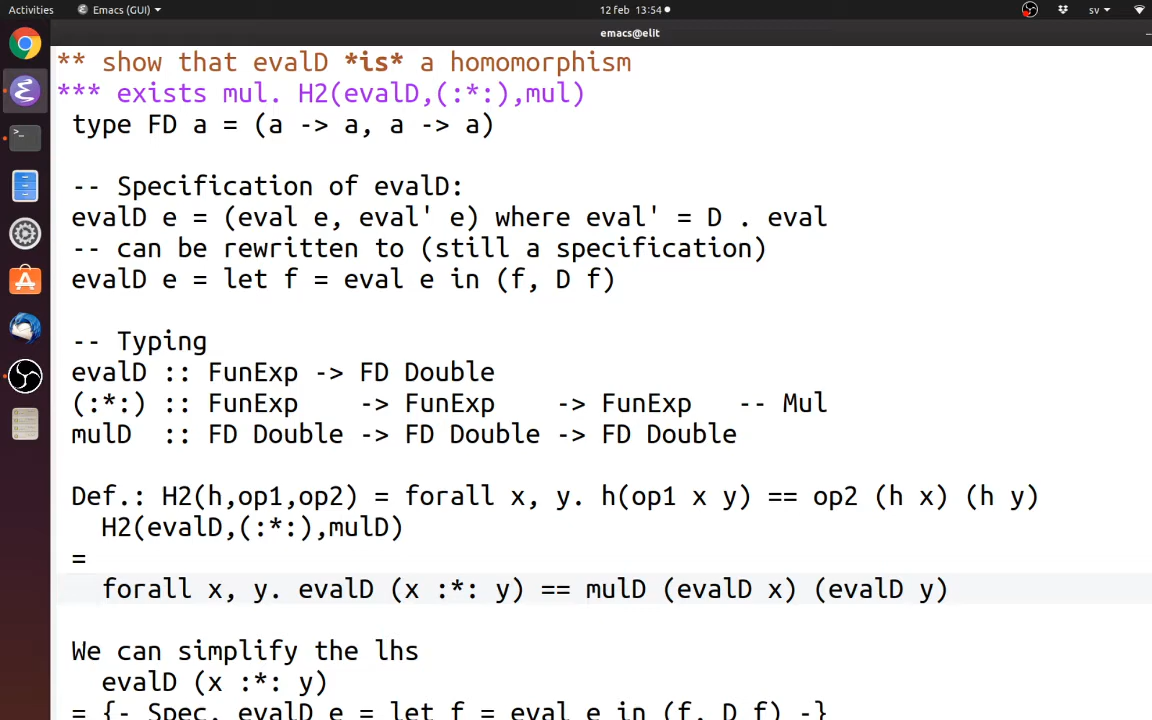 Activities Emacs (GUI) 12 feb 13:54 sv
emacs@elit
** show that evalD *is* a homomorphism
*** exists mul. H2(evalD,(:*:),mul)
type FD a = (a -> a, a -> a)
-- Specification of evalD:
evalD e = (eval e, eval' e) where eval' = D . eval
-- can be rewritten to (still a specification)
evalD e = let f = eval e in (f, D f)
-- Typing
evalD :: FunExp -> FD Double
(:*:) :: FunExp    -> FunExp    -> FunExp   -- Mul
mulD  :: FD Double -> FD Double -> FD Double
Def.: H2(h,op1,op2) = forall x, y. h(op1 x y) == op2 (h x) (h y)
H2(evalD,(:*:),mulD)
=
forall x, y. evalD (x :*: y) == mulD (evalD x) (evalD y)
We can simplify the lhs
evalD (x :*: y)
= {- Spec. evalD e = let f = eval e in (f, D f) -}